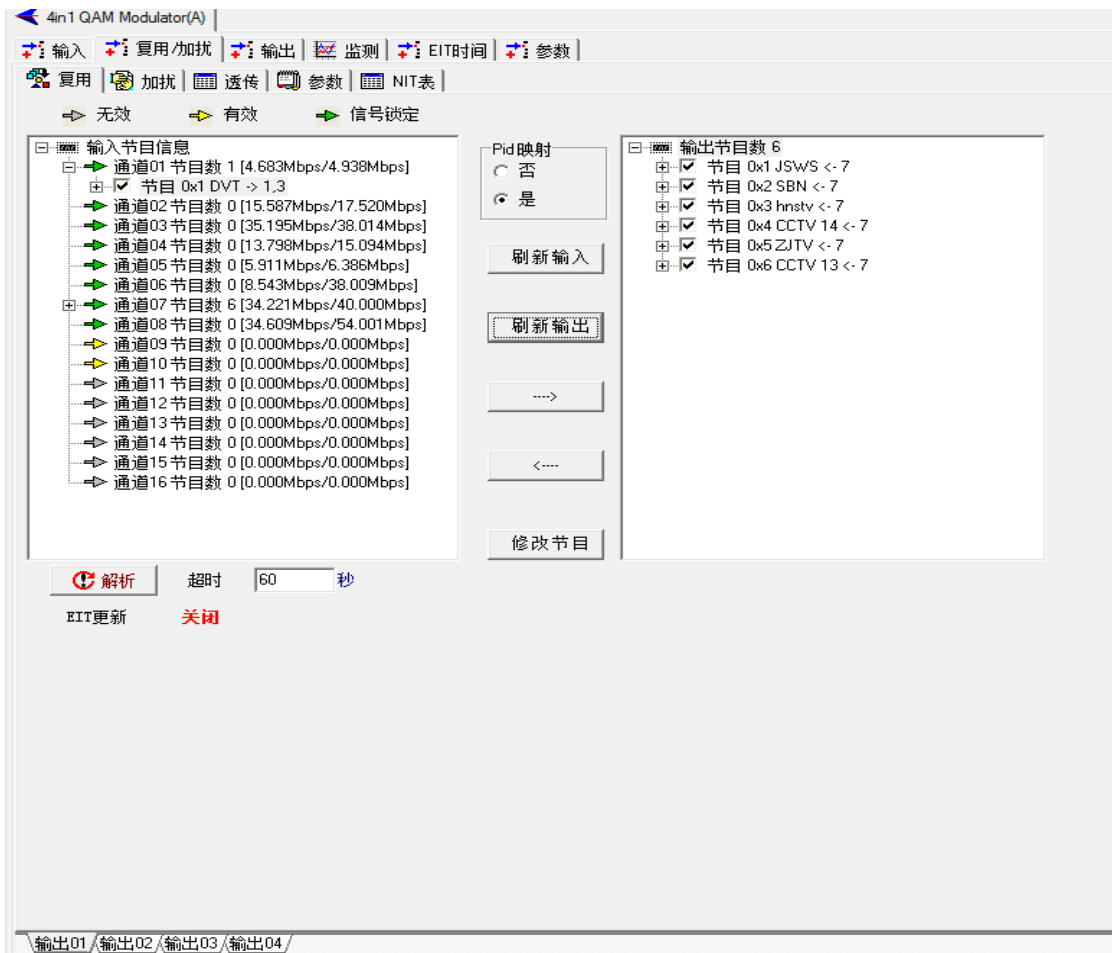 4in1 QAM Modulator(A)
输入 复用/加扰 输出 监测 EIT时间 参数
复用 加扰 透传 参数 NIT表
无效 有效 信号锁定
输入节目信息
通道01 节目数 1 [4.683Mbps/4.938Mbps]
节目 0x1 DVT -> 1,3
通道02 节目数 0 [15.587Mbps/17.520Mbps]
通道03 节目数 0 [35.195Mbps/38.014Mbps]
通道04 节目数 0 [13.798Mbps/15.094Mbps]
通道05 节目数 0 [5.911Mbps/6.386Mbps]
通道06 节目数 0 [8.543Mbps/38.009Mbps]
通道07 节目数 6 [34.221Mbps/40.000Mbps]
通道08 节目数 0 [34.609Mbps/54.001Mbps]
通道09 节目数 0 [0.000Mbps/0.000Mbps]
通道10 节目数 0 [0.000Mbps/0.000Mbps]
通道11 节目数 0 [0.000Mbps/0.000Mbps]
通道12 节目数 0 [0.000Mbps/0.000Mbps]
通道13 节目数 0 [0.000Mbps/0.000Mbps]
通道14 节目数 0 [0.000Mbps/0.000Mbps]
通道15 节目数 0 [0.000Mbps/0.000Mbps]
通道16 节目数 0 [0.000Mbps/0.000Mbps]
Pid映射
否
是
刷新输入
刷新输出
---->
<----
修改节目
输出节目数 6
节目 0x1 JSWS <- 7
节目 0x2 SBN <- 7
节目 0x3 hnstv <- 7
节目 0x4 CCTV 14 <- 7
节目 0x5 ZJTV <- 7
节目 0x6 CCTV 13 <- 7
解析 超时 60 秒
EIT更新 关闭
输出01 输出02 输出03 输出04